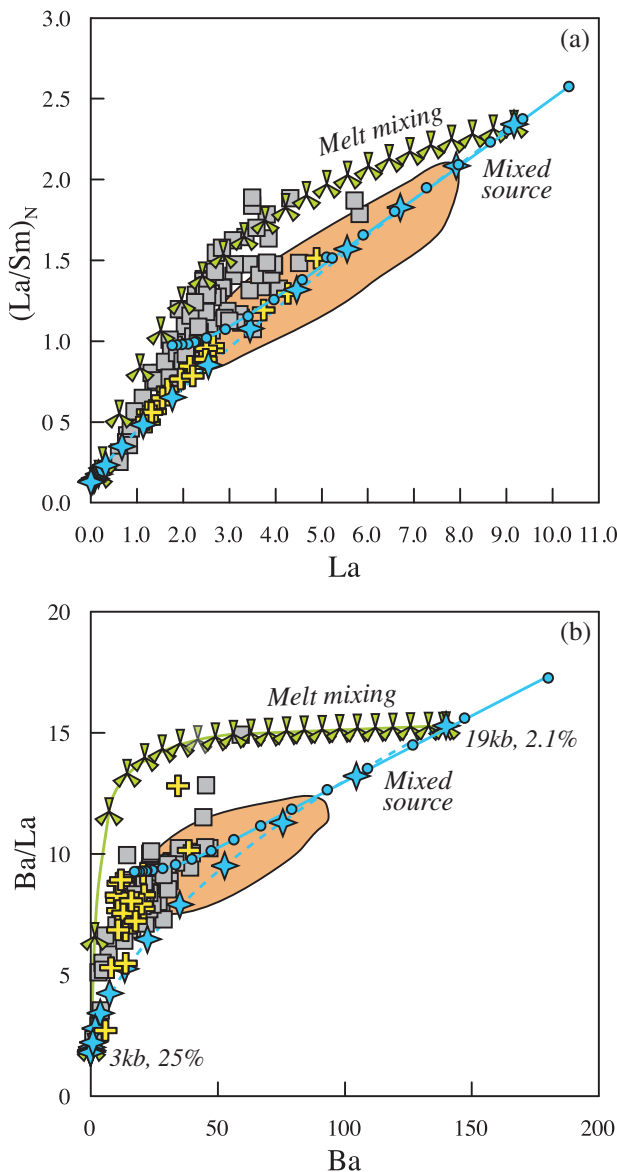 3.0
(a)
2.5
Melt mixing
2.0
Mixed
source
1.5
(La/Sm)N
1.0
0.5
0.0
0.0 1.0 2.0 3.0 4.0 5.0 6.0 7.0 8.0 9.0 10.0 11.0
La
20
(b)
Melt mixing
15
19kb, 2.1%
Mixed
source
Ba/La
10
5
3kb, 25%
0
0 50 100 150 200
Ba